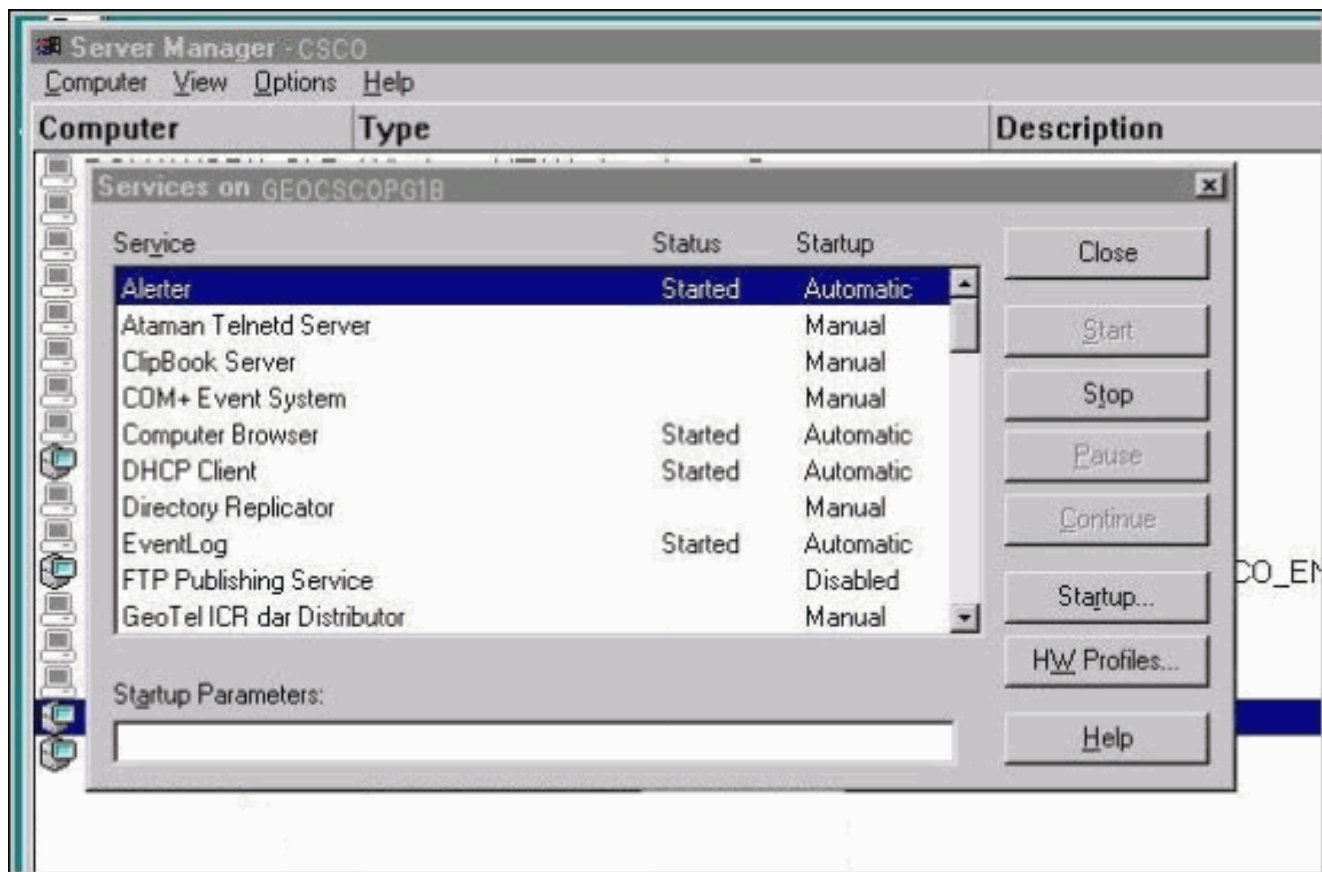 Server Manager - CSCO
Computer View Options Help
Computer Type Description
Services on GEOCSCOPG1B
Service Status Startup
Alerter Started Automatic
Ataman Telnetd Server Manual
ClipBook Server Manual
COM+ Event System Manual
Computer Browser Started Automatic
DHCP Client Started Automatic
Directory Replicator Manual
EventLog Started Automatic
FTP Publishing Service Disabled
GeoTel ICR dar Distributor Manual
Startup Parameters:
Close
Start
Stop
Pause
Continue
Startup...
HW Profiles...
Help